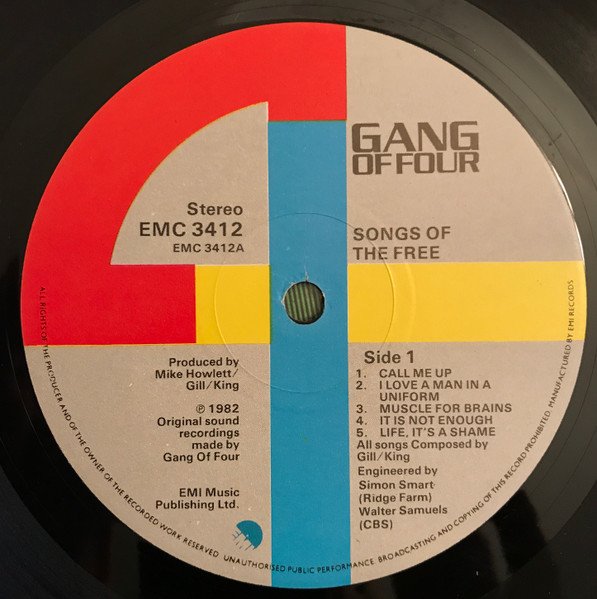 GANG
OF FOUR
Stereo
EMC 3412
EMC 3412A
SONGS OF
THE FREE
Produced by
Mike Howlett/
Gill/King
℗ 1982
Original sound
recordings
made by
Gang Of Four
EMI Music
Publishing Ltd.
Side 1
1. CALL ME UP
2. I LOVE A MAN IN A
UNIFORM
3. MUSCLE FOR BRAINS
4. IT IS NOT ENOUGH
5. LIFE, IT'S A SHAME
All songs Composed by
Gill/King
Engineered by
Simon Smart
(Ridge Farm)
Walter Samuels
(CBS)
ALL RIGHTS OF THE PRODUCER AND OF THE OWNER OF THE RECORDED WORK RESERVED. UNAUTHORISED PUBLIC PERFORMANCE BROADCASTING AND COPYING OF THIS RECORD PROHIBITED. MANUFACTURED BY EMI RECORDS